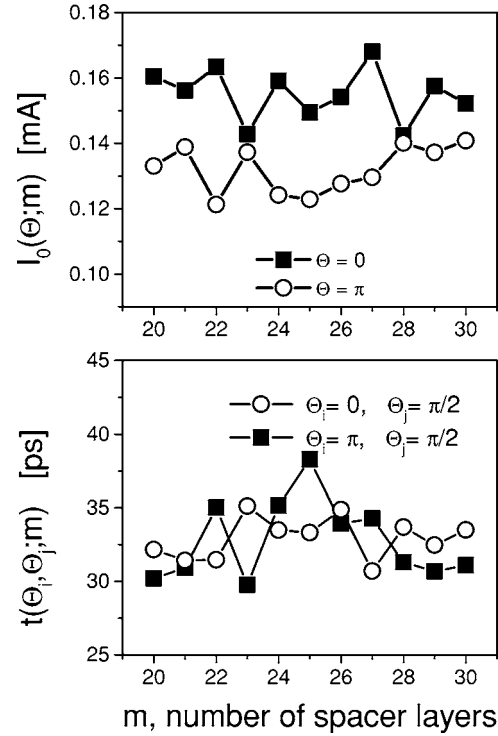 I₀(Θ;m) [mA]
0.18
0.16
0.14
0.12
0.10
Θ = 0
Θ = π
20 22 24 26 28 30
t(Θᵢ,Θⱼ;m) [ps]
45
40
35
30
25
Θᵢ= 0, Θⱼ= π/2
Θᵢ= π, Θⱼ= π/2
20 22 24 26 28 30
m, number of spacer layers